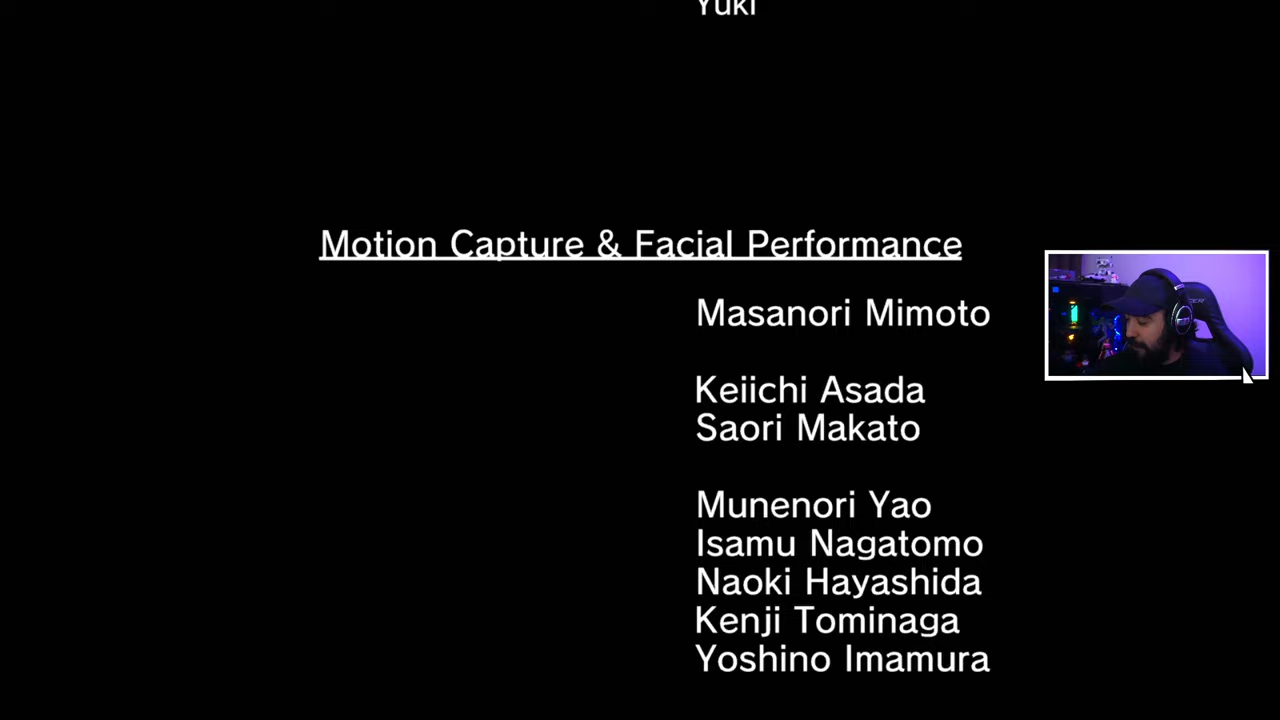 Yuki
Motion Capture & Facial Performance
Masanori Mimoto
Keiichi Asada
Saori Makato
Munenori Yao
Isamu Nagatomo
Naoki Hayashida
Kenji Tominaga
Yoshino Imamura